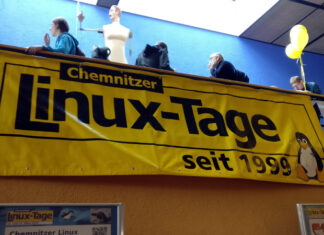 Chemnitzer
Linux-Tage
seit 1999
Linux-Tage
Chemnitzer Linux